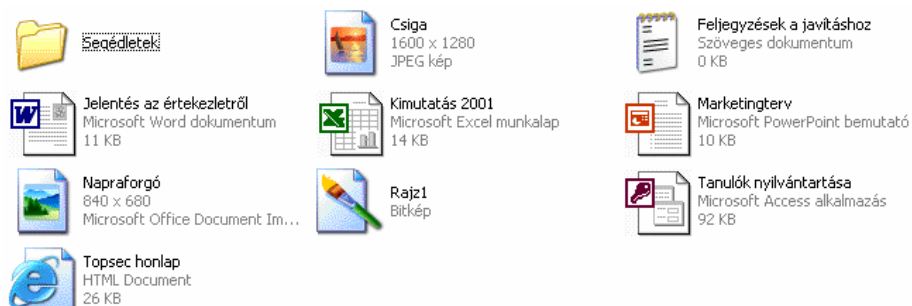 Segédletek
Csiga
1600 x 1280
JPEG kép
Feljegyzések a javításhoz
Szöveges dokumentum
0 KB
Jelentés az értekezletről
Microsoft Word dokumentum
11 KB
Kimutatás 2001
Microsoft Excel munkalap
14 KB
Marketingterv
Microsoft PowerPoint bemutató
10 KB
Napraforgó
840 x 680
Microsoft Office Document Im...
Rajz1
Bitkép
Tanulók nyilvántartása
Microsoft Access alkalmazás
92 KB
Topsec honlap
HTML Document
26 KB